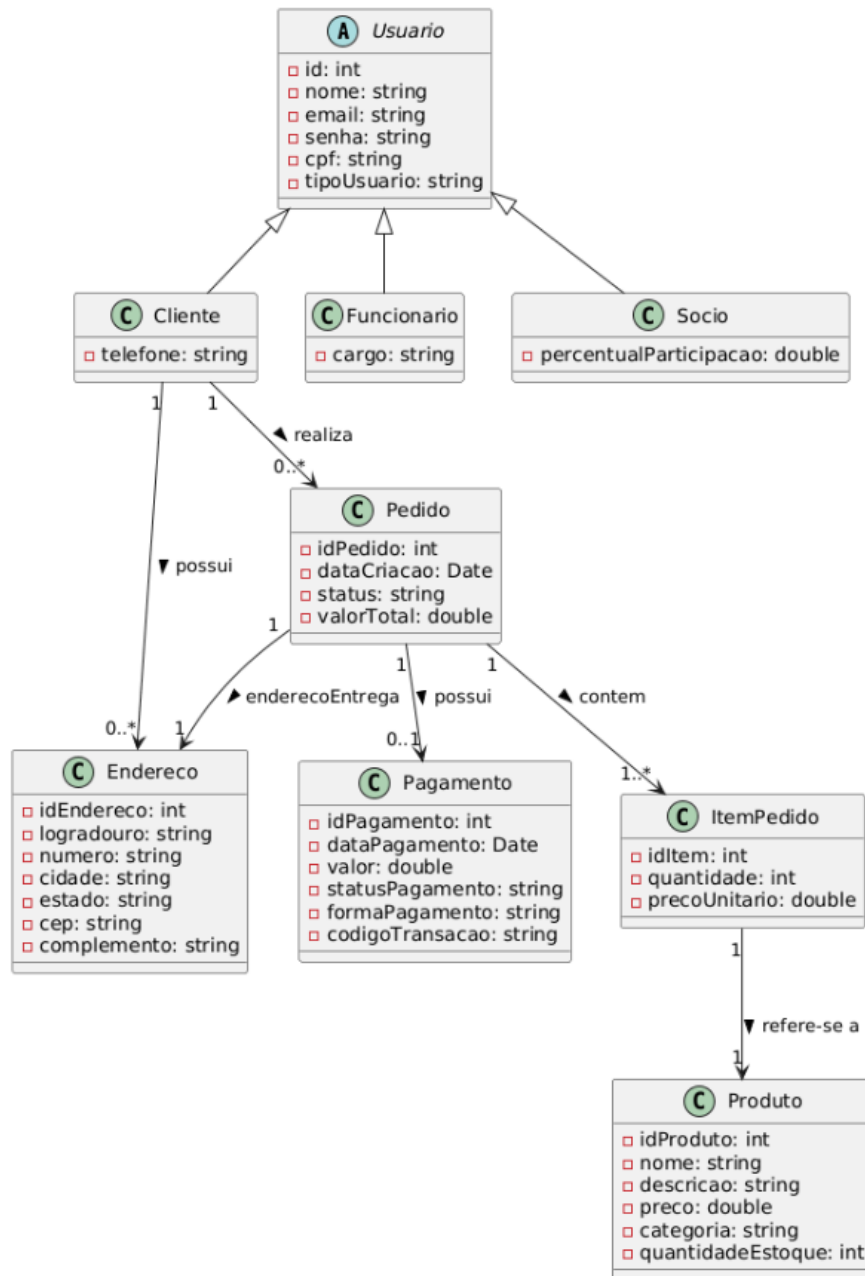 A Usuario
id: int
nome: string
email: string
senha: string
cpf: string
tipoUsuario: string
C Cliente
telefone: string
C Funcionario
cargo: string
C Socio
percentualParticipacao: double
1
1
realiza
0..*
C Pedido
idPedido: int
dataCriacao: Date
status: string
valorTotal: double
possui
1
1
1
enderecoEntrega
possui
contem
0..*
1
0..1
1..*
C Endereco
idEndereco: int
logradouro: string
numero: string
cidade: string
estado: string
cep: string
complemento: string
C Pagamento
idPagamento: int
dataPagamento: Date
valor: double
statusPagamento: string
formaPagamento: string
codigoTransacao: string
C ItemPedido
idItem: int
quantidade: int
precoUnitario: double
1
refere-se a
1
C Produto
idProduto: int
nome: string
descricao: string
preco: double
categoria: string
quantidadeEstoque: int